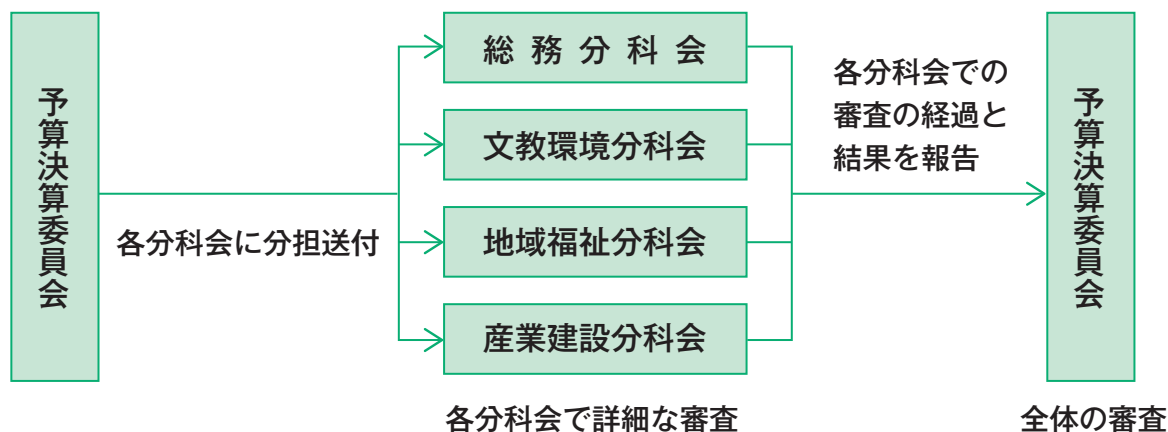 予算決算委員会
各分科会に分担送付
総務分科会
文教環境分科会
地域福祉分科会
産業建設分科会
各分科会で詳細な審査
各分科会での
審査の経過と
結果を報告
予算決算委員会
全体の審査